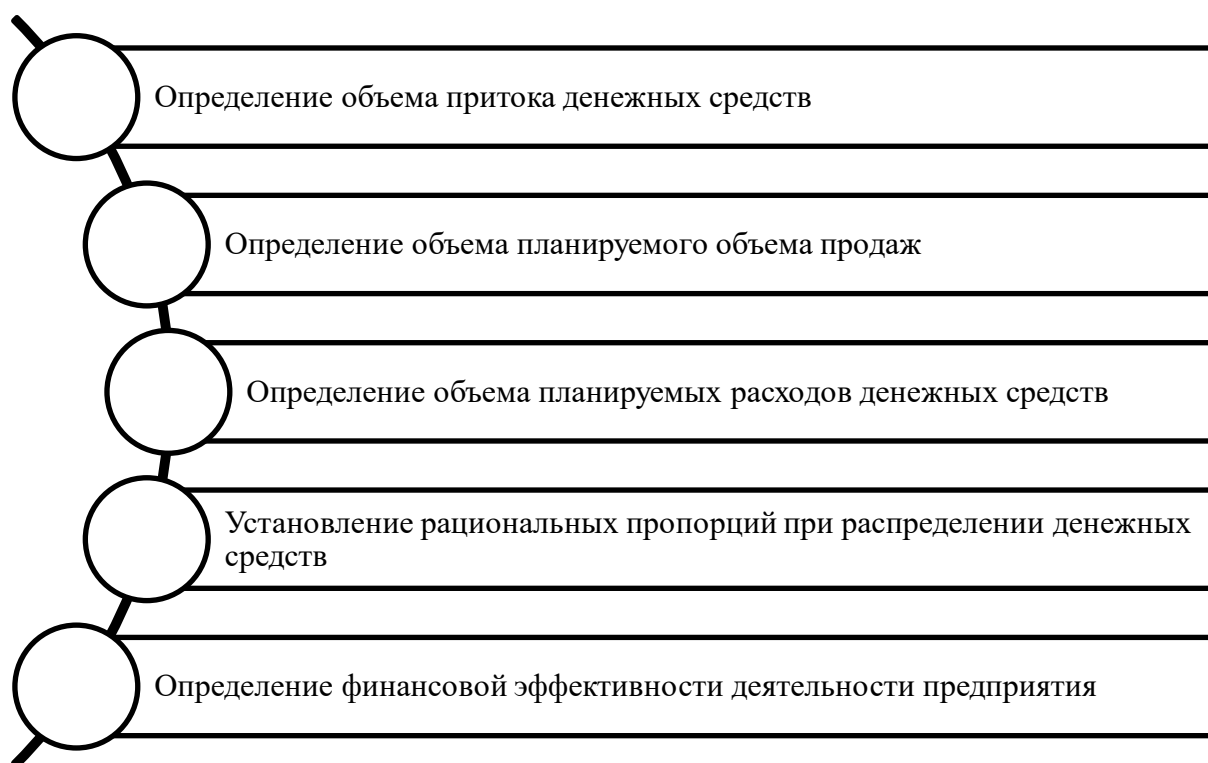 Определение объема притока денежных средств
Определение объема планируемого объема продаж
Определение объема планируемых расходов денежных средств
Установление рациональных пропорций при распределении денежных
средств
Определение финансовой эффективности деятельности предприятия